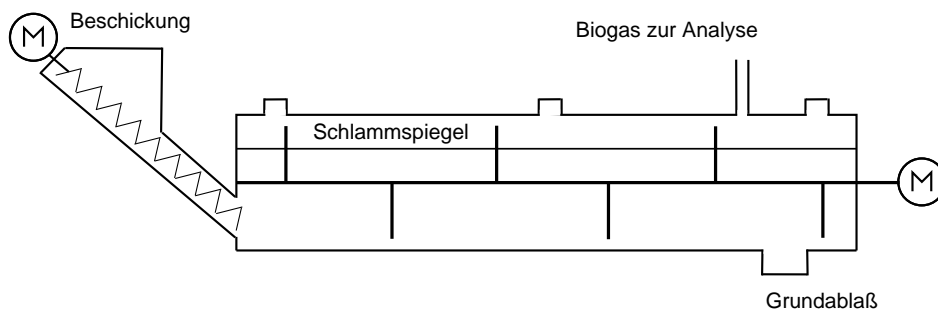 Beschickung
Biogas zur Analyse
M
Schlammspiegel
M
Grundablaß